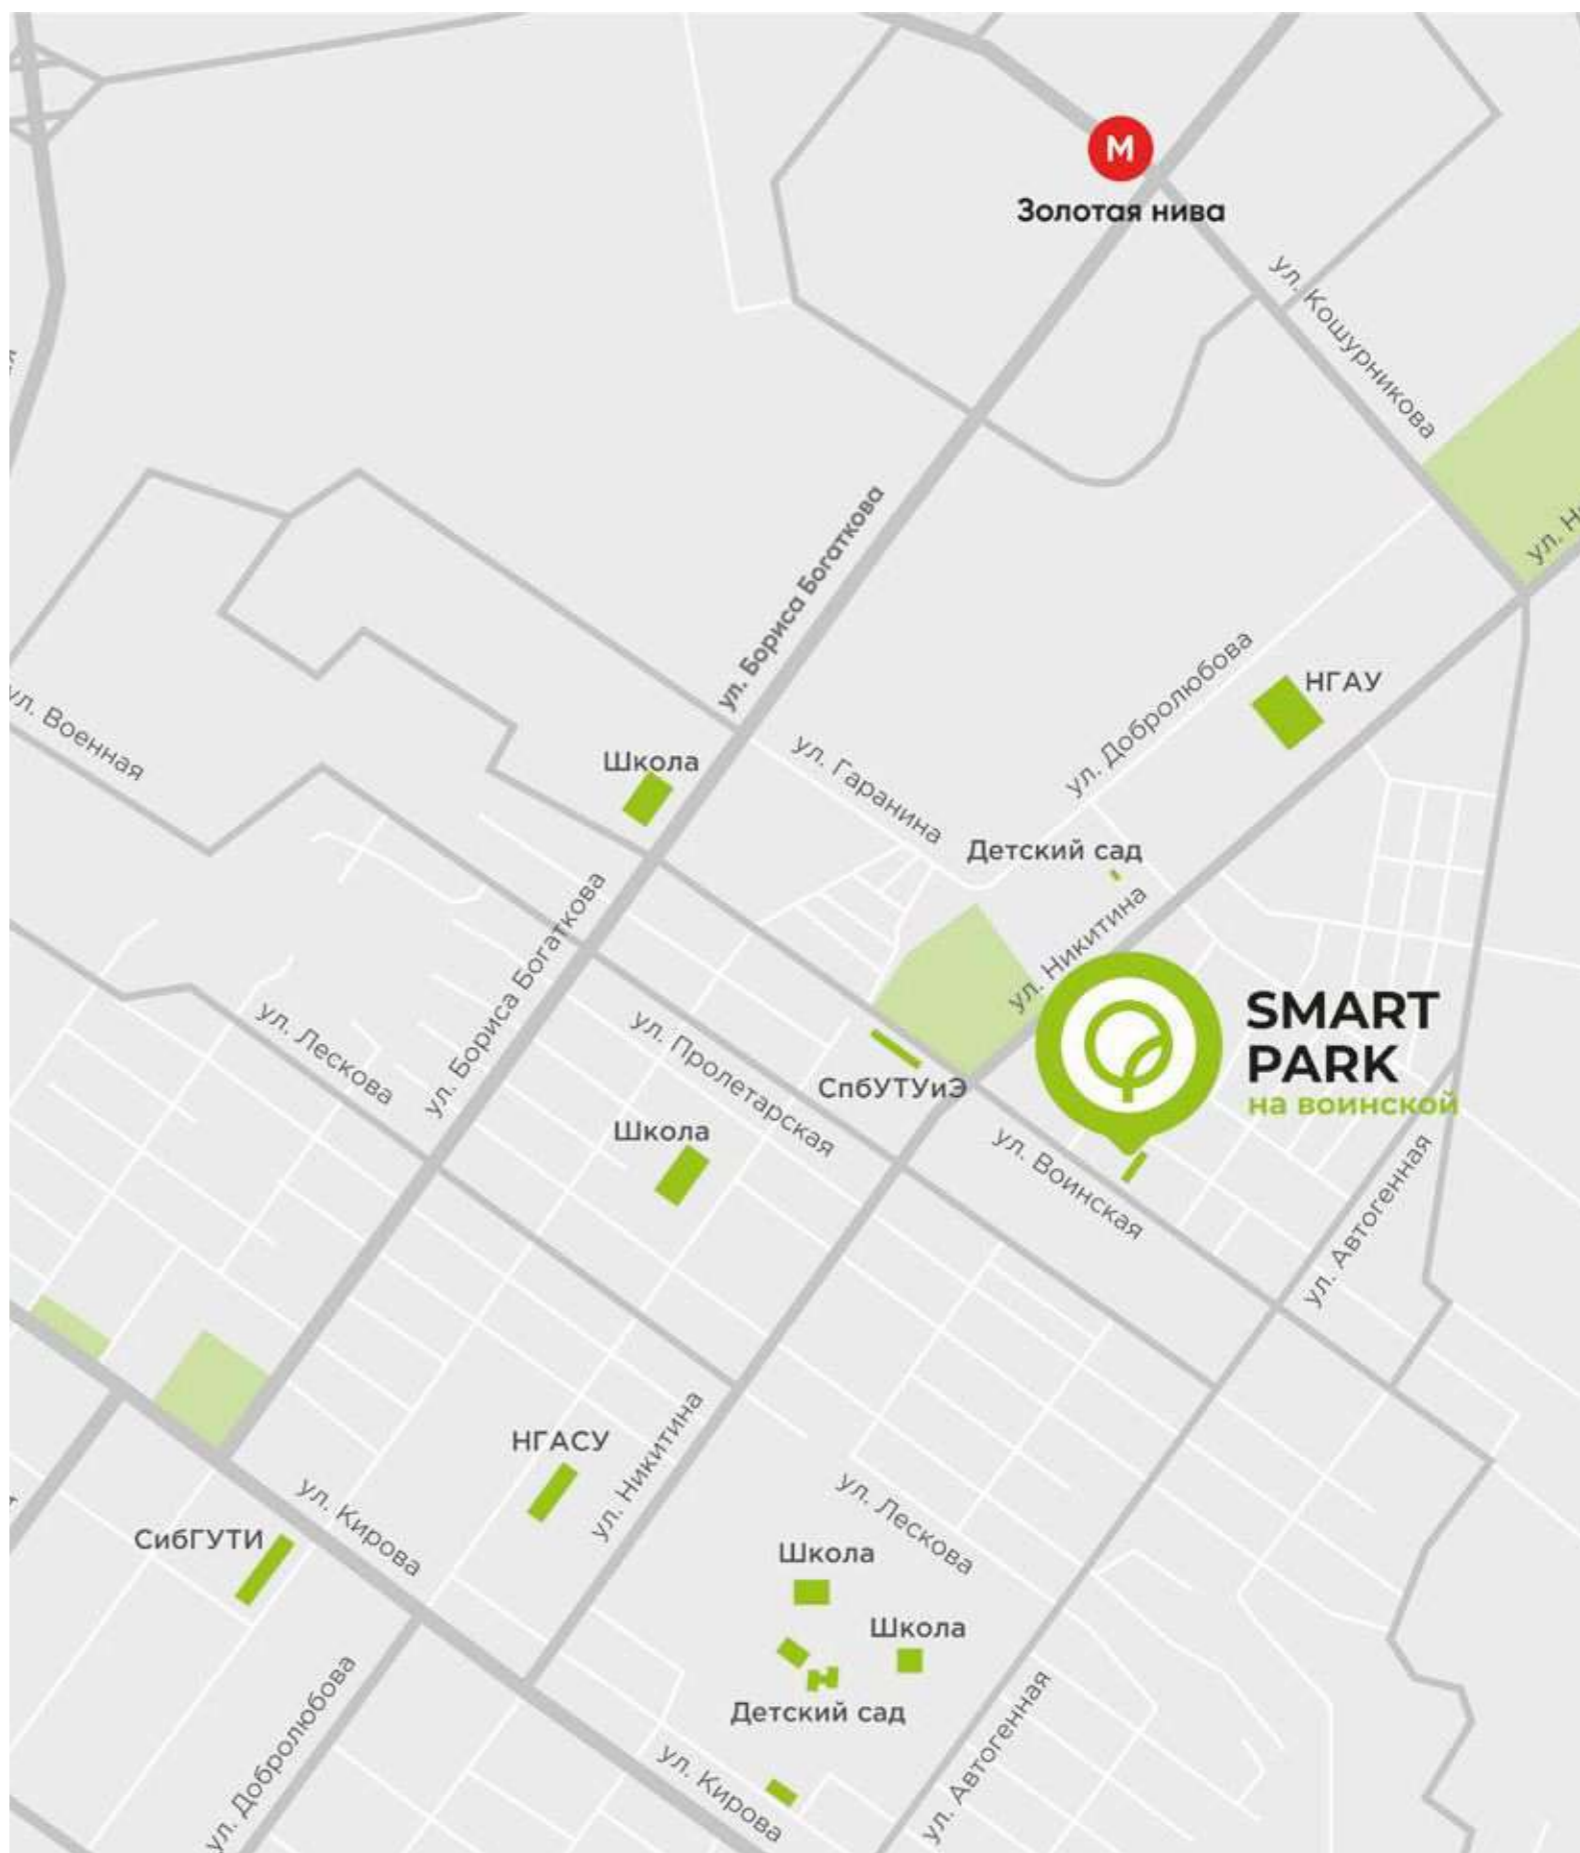 М
Золотая нива
ул. Кошурникова
ул. Бориса Богаткова
ул. Добролюбова
НГАУ
ул. Военная
Школа
ул. Гаранина
Детский сад
ул. Никитина
ул. Бориса Богаткова
SMART
PARK
на воинской
ул. Лескова
ул. Пролетарская
СпбУТУиЭ
Школа
ул. Воинская
ул. Автогенная
НГАСУ
ул. Никитина
ул. Кирова
СибГУТИ
ул. Лескова
Школа
Школа
Детский сад
ул. Добролюбова
ул. Кирова
ул. Автогенная